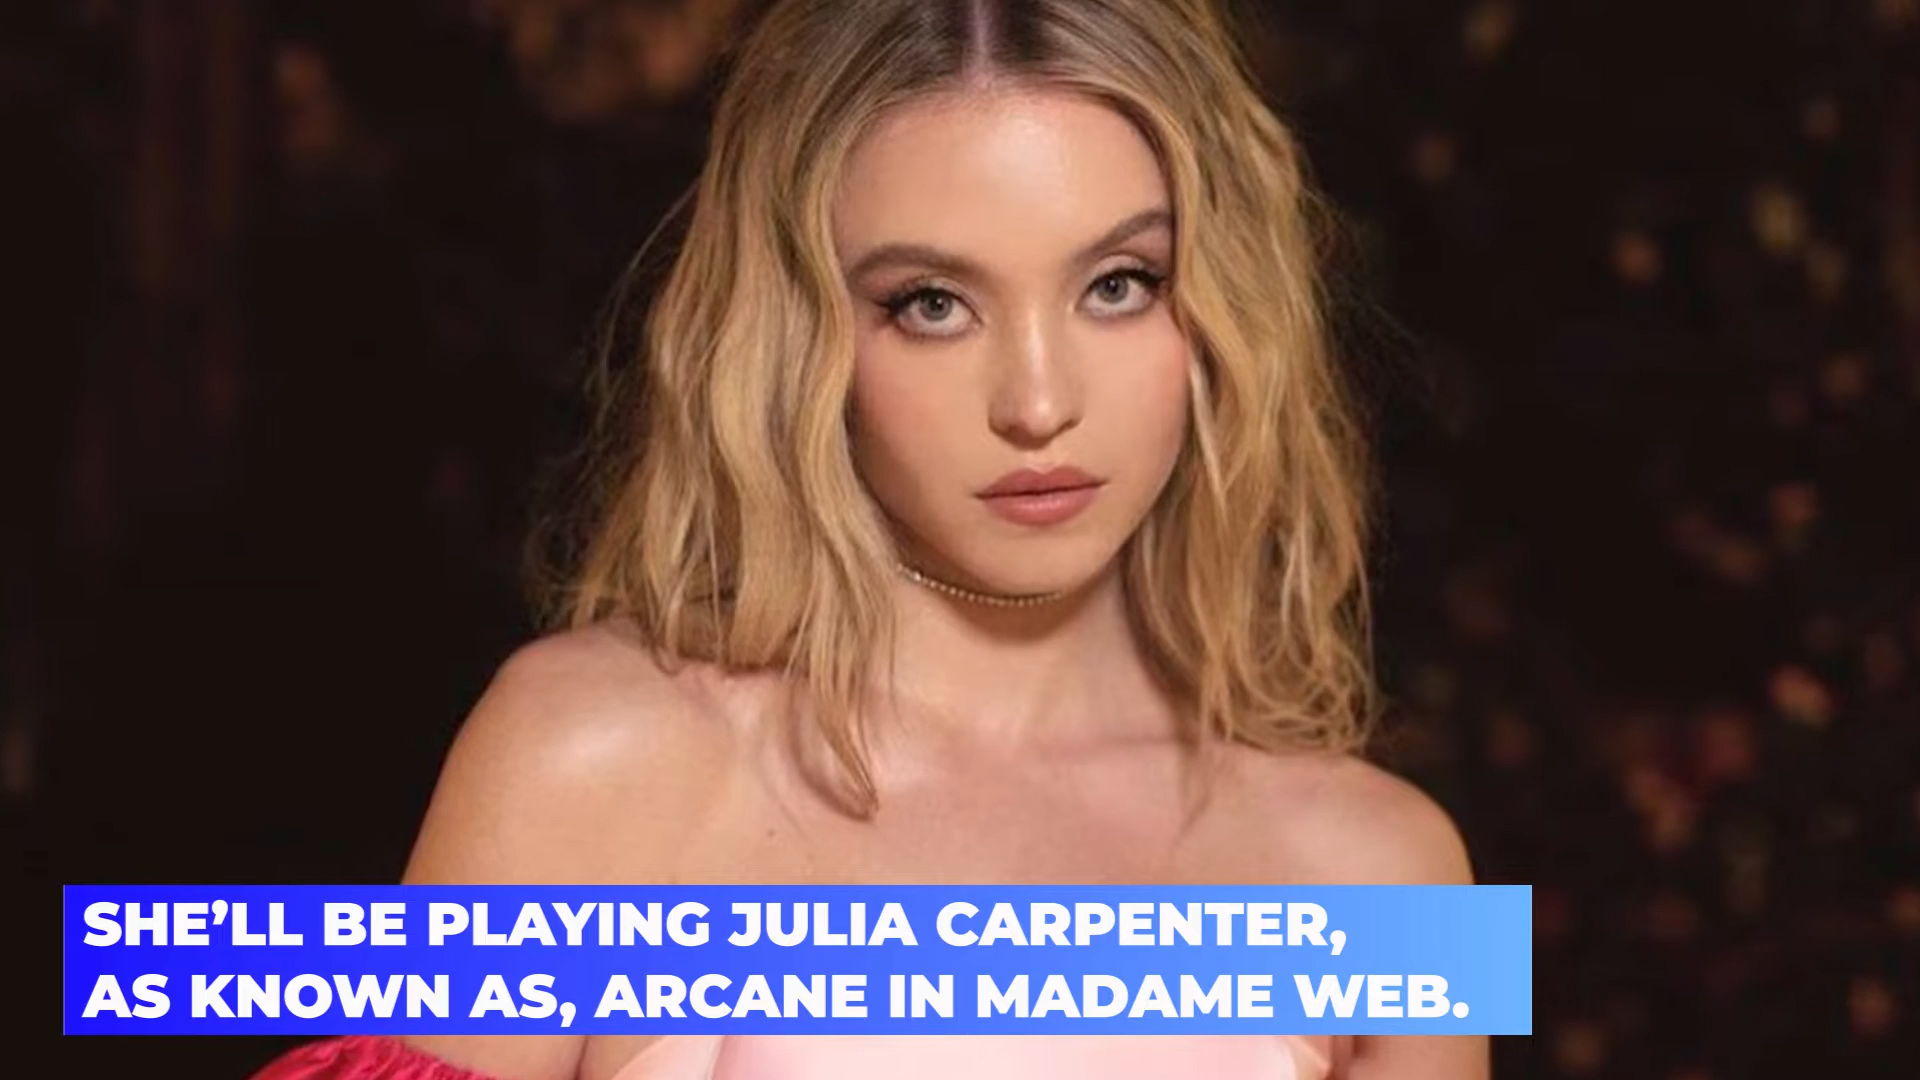 SHE’LL BE PLAYING JULIA CARPENTER,
AS KNOWN AS, ARCANE IN MADAME WEB.